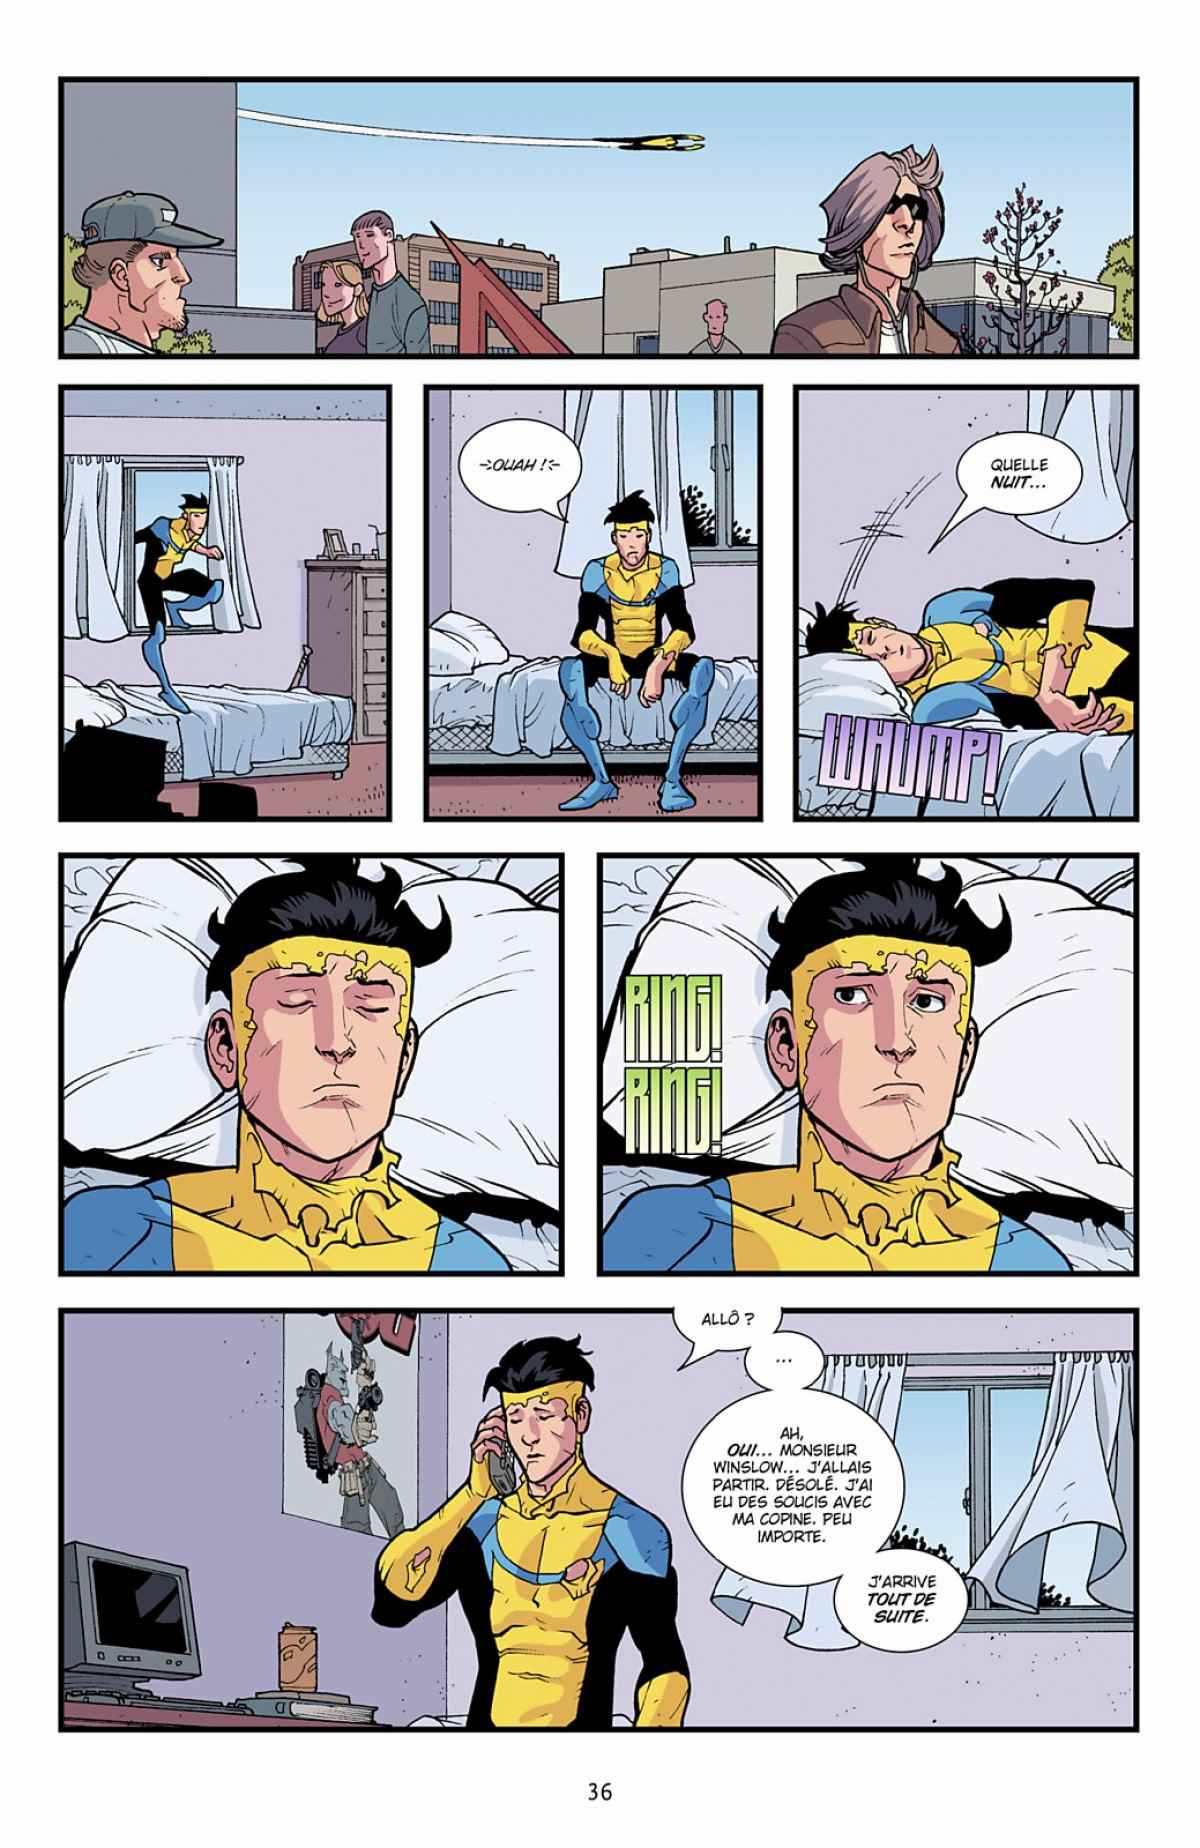 OUAH !
QUELLE
NUIT...
WHUMP!
RING!
RING!
ALLÔ ?
...
AH,
OUI... MONSIEUR
WINSLOW... J'ALLAIS
PARTIR. DÉSOLÉ. J'AI
EU DES SOUCIS AVEC
MA COPINE. PEU
IMPORTE.
J'ARRIVE
TOUT DE
SUITE.
36